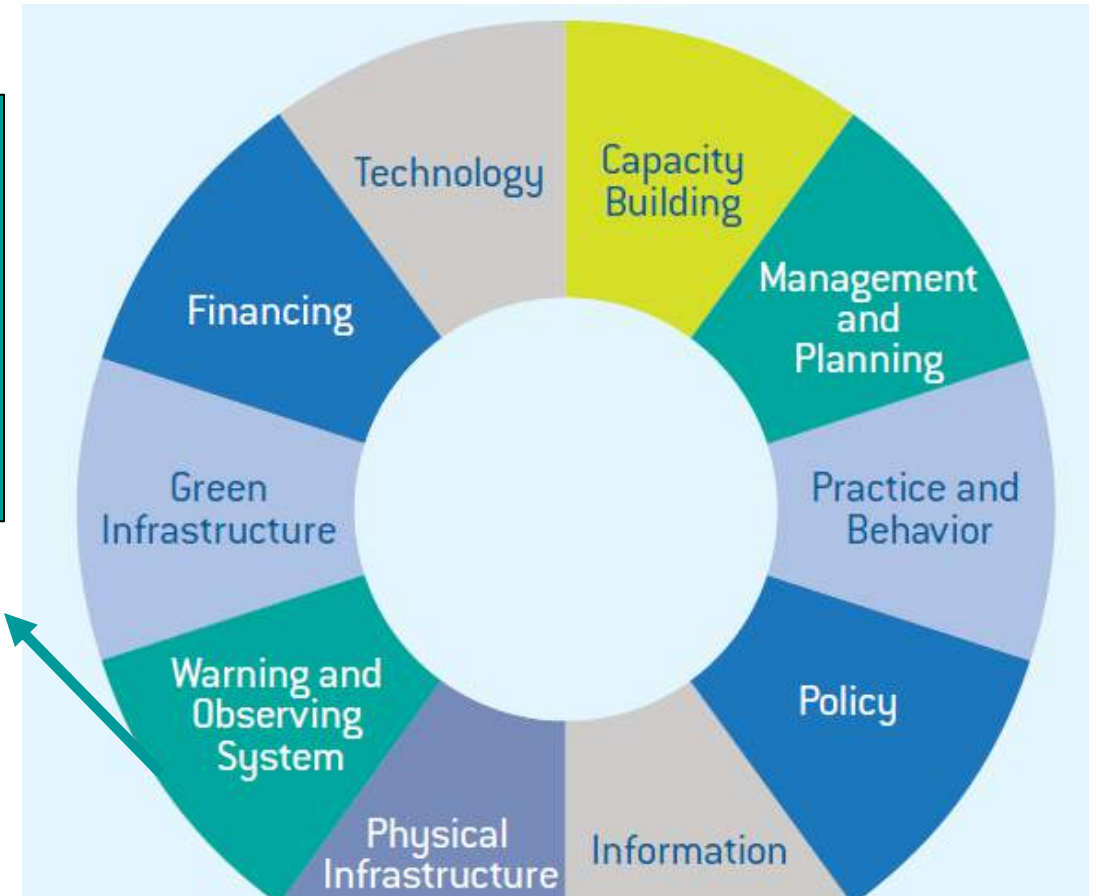 Technology
Capacity
Building
Management
and
Planning
Financing
Practice and
Behavior
Green
Infrastructure
Policy
Warning and
Observing
System
Information
Physical
Infrastructure